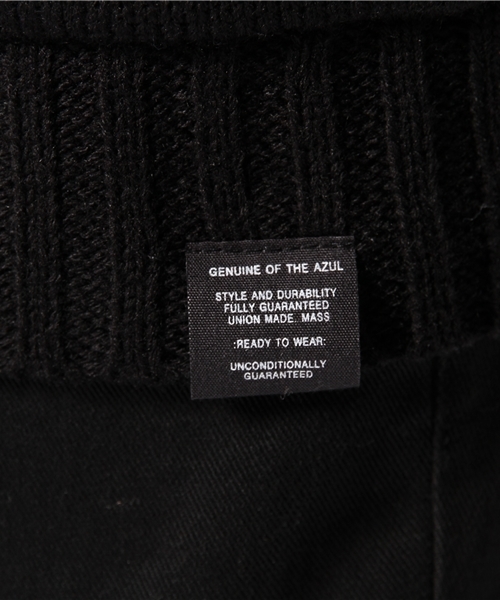 GENUINE OF THE AZUL
STYLE AND DURABILITY
FULLY GUARANTEED
UNION MADE. MASS
:READY TO WEAR:
UNCONDITIONALLY
GUARANTEED